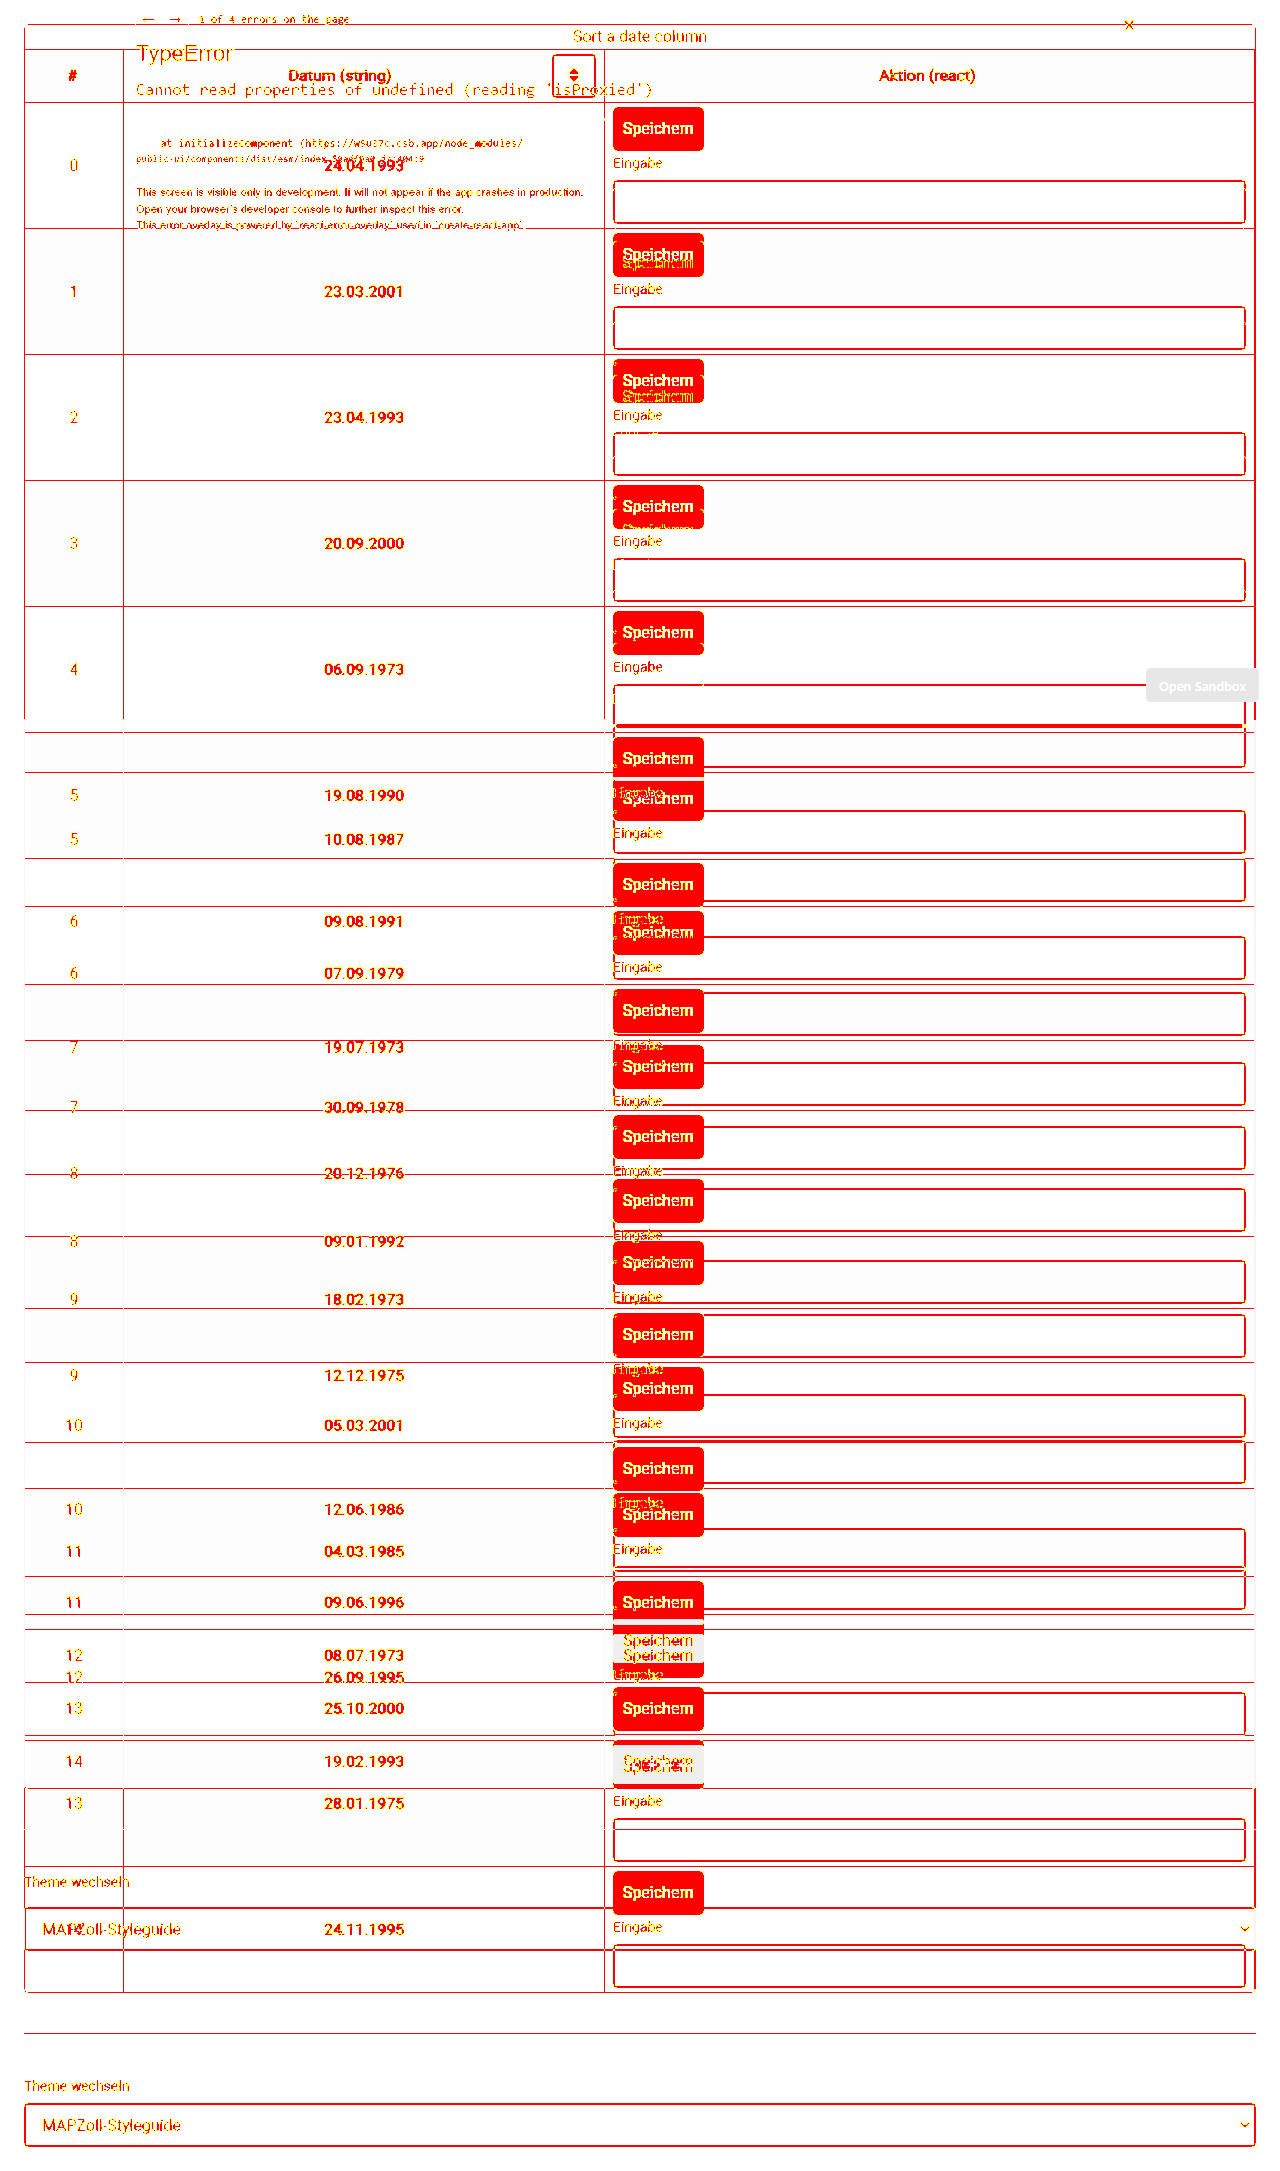 ← → 1 of 4 errors on the page
×
Sort a date column
TypeError
# Datum (string) Aktion (react)
Cannot read properties of undefined (reading 'isProxied')
Speichern
at initializeComponent (https://w5u57c.csb.app/node_modules/
public-ui/components/dist/esm/index
0 24.04.1993 Eingabe
This screen is visible only in development. It will not appear if the app crashes in production.
Open your browser's developer console to further inspect this error.
This error overlay is powered by `react-error-overlay` used in `create-react-app`.
Speichern
1 23.03.2001 Eingabe
Speichern
2 23.04.1993 Eingabe
Speichern
3 20.09.2000 Eingabe
Speichern
4 06.09.1973 Eingabe
Open Sandbox
Speichern
5 19.08.1990 Speichern
5 10.08.1987 Eingabe
Speichern
6 09.08.1991 Speichern
6 07.09.1979 Eingabe
Speichern
7 19.07.1973 Eingabe
Speichern
7 30.09.1978 Eingabe
Speichern
8 20.12.1976 Eingabe
Speichern
8 09.01.1992 Eingabe
Speichern
9 18.02.1973 Eingabe
Speichern
9 12.12.1975 Eingabe
Speichern
10 05.03.2001 Eingabe
Speichern
10 12.06.1986 Speichern
11 04.03.1985 Eingabe
11 09.06.1996 Speichern
Speichern
12 08.07.1973 Speichern
12 26.09.1995 Eingabe
13 25.10.2000 Speichern
14 19.02.1993 Speichern
Speichern
13 28.01.1975 Eingabe
Theme wechseln
Speichern
MAPZoll-Styleguide 24.11.1995 Eingabe
Theme wechseln
MAPZoll-Styleguide